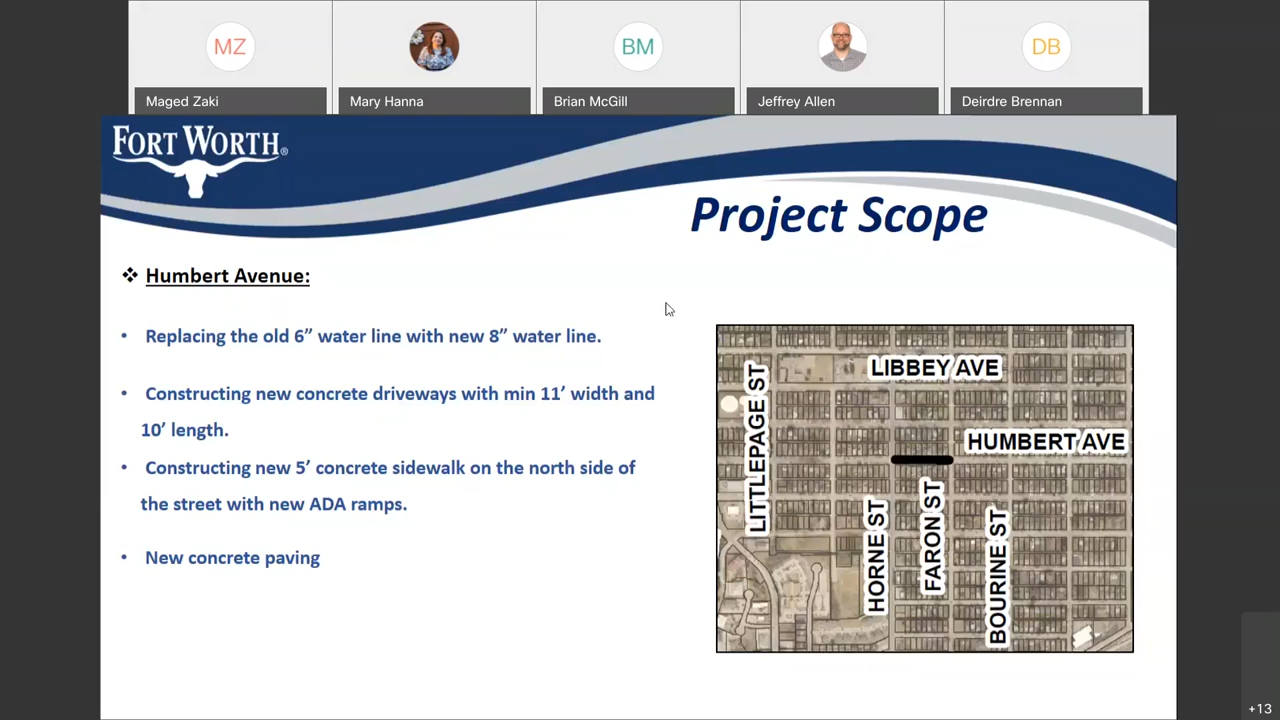 MZ
BM
DB
Maged Zaki
Mary Hanna
Brian McGill
Jeffrey Allen
Deirdre Brennan
FORT WORTH®
Project Scope
❖ Humbert Avenue:
• Replacing the old 6” water line with new 8” water line.
• Constructing new concrete driveways with min 11’ width and
10’ length.
• Constructing new 5’ concrete sidewalk on the north side of
the street with new ADA ramps.
• New concrete paving
LIBBEY AVE
LITTLEPAGE ST
HUMBERT AVE
HORNE ST
FARON ST
BOURINE ST
+13